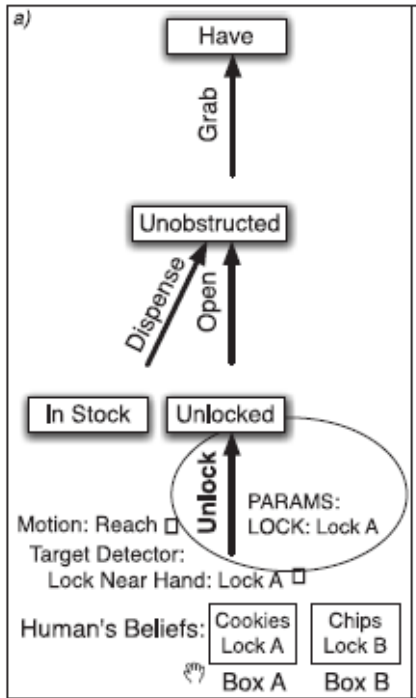 a)
Have
Grab
Unobstructed
Dispense
Open
In Stock
Unlocked
Unlock
PARAMS:
LOCK: Lock A
Motion: Reach
Target Detector:
Lock Near Hand: Lock A
Human's Beliefs:
Cookies
Lock A
Chips
Lock B
Box A
Box B